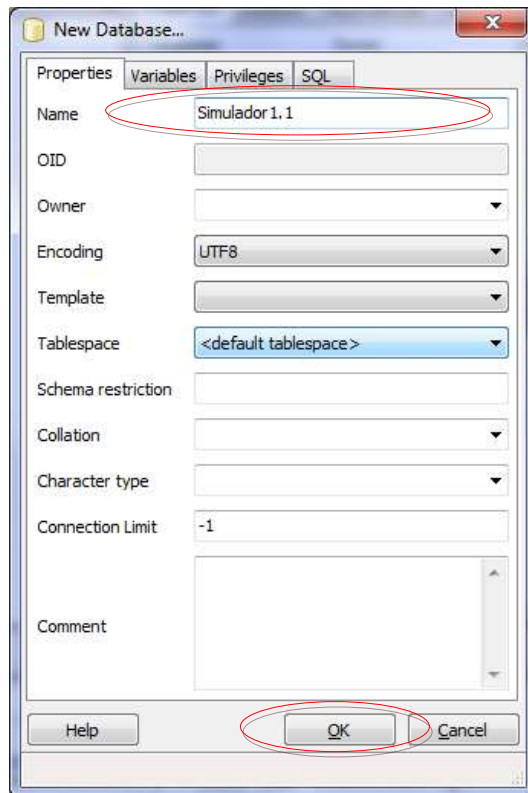 New Database...
Properties Variables Privileges SQL
Name Simulador1.1
OID
Owner
Encoding UTF8
Template
Tablespace <default tablespace>
Schema restriction
Collation
Character type
Connection Limit -1
Comment
Help OK Cancel